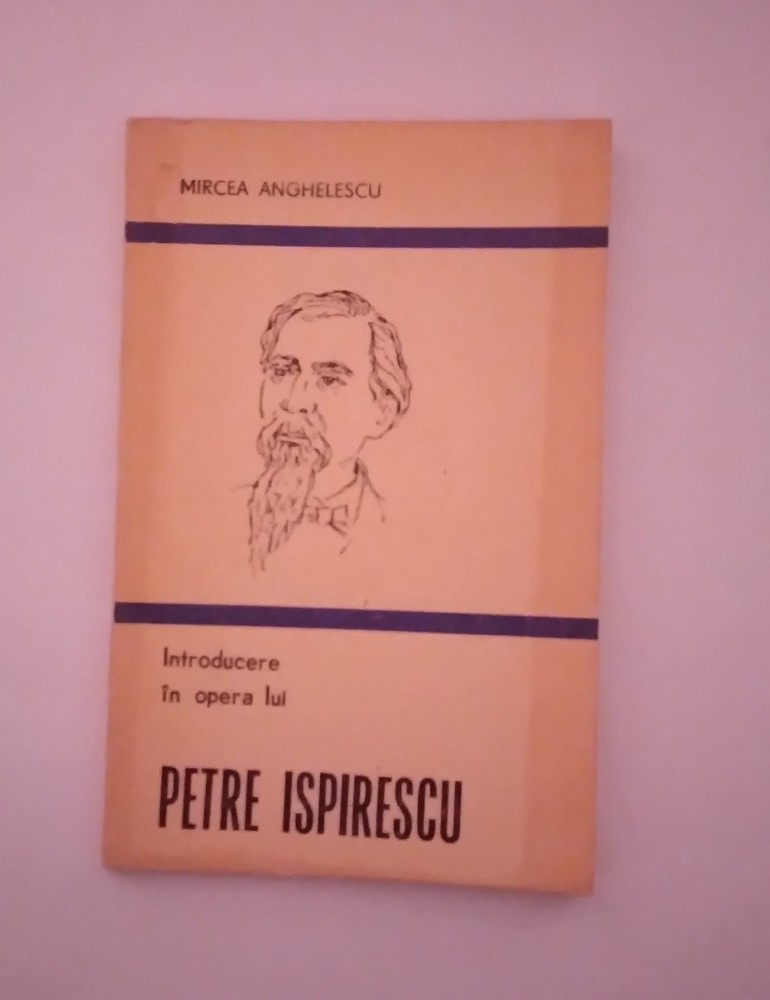 MIRCEA ANGHELESCU
Introducere
în opera lui
PETRE ISPIRESCU